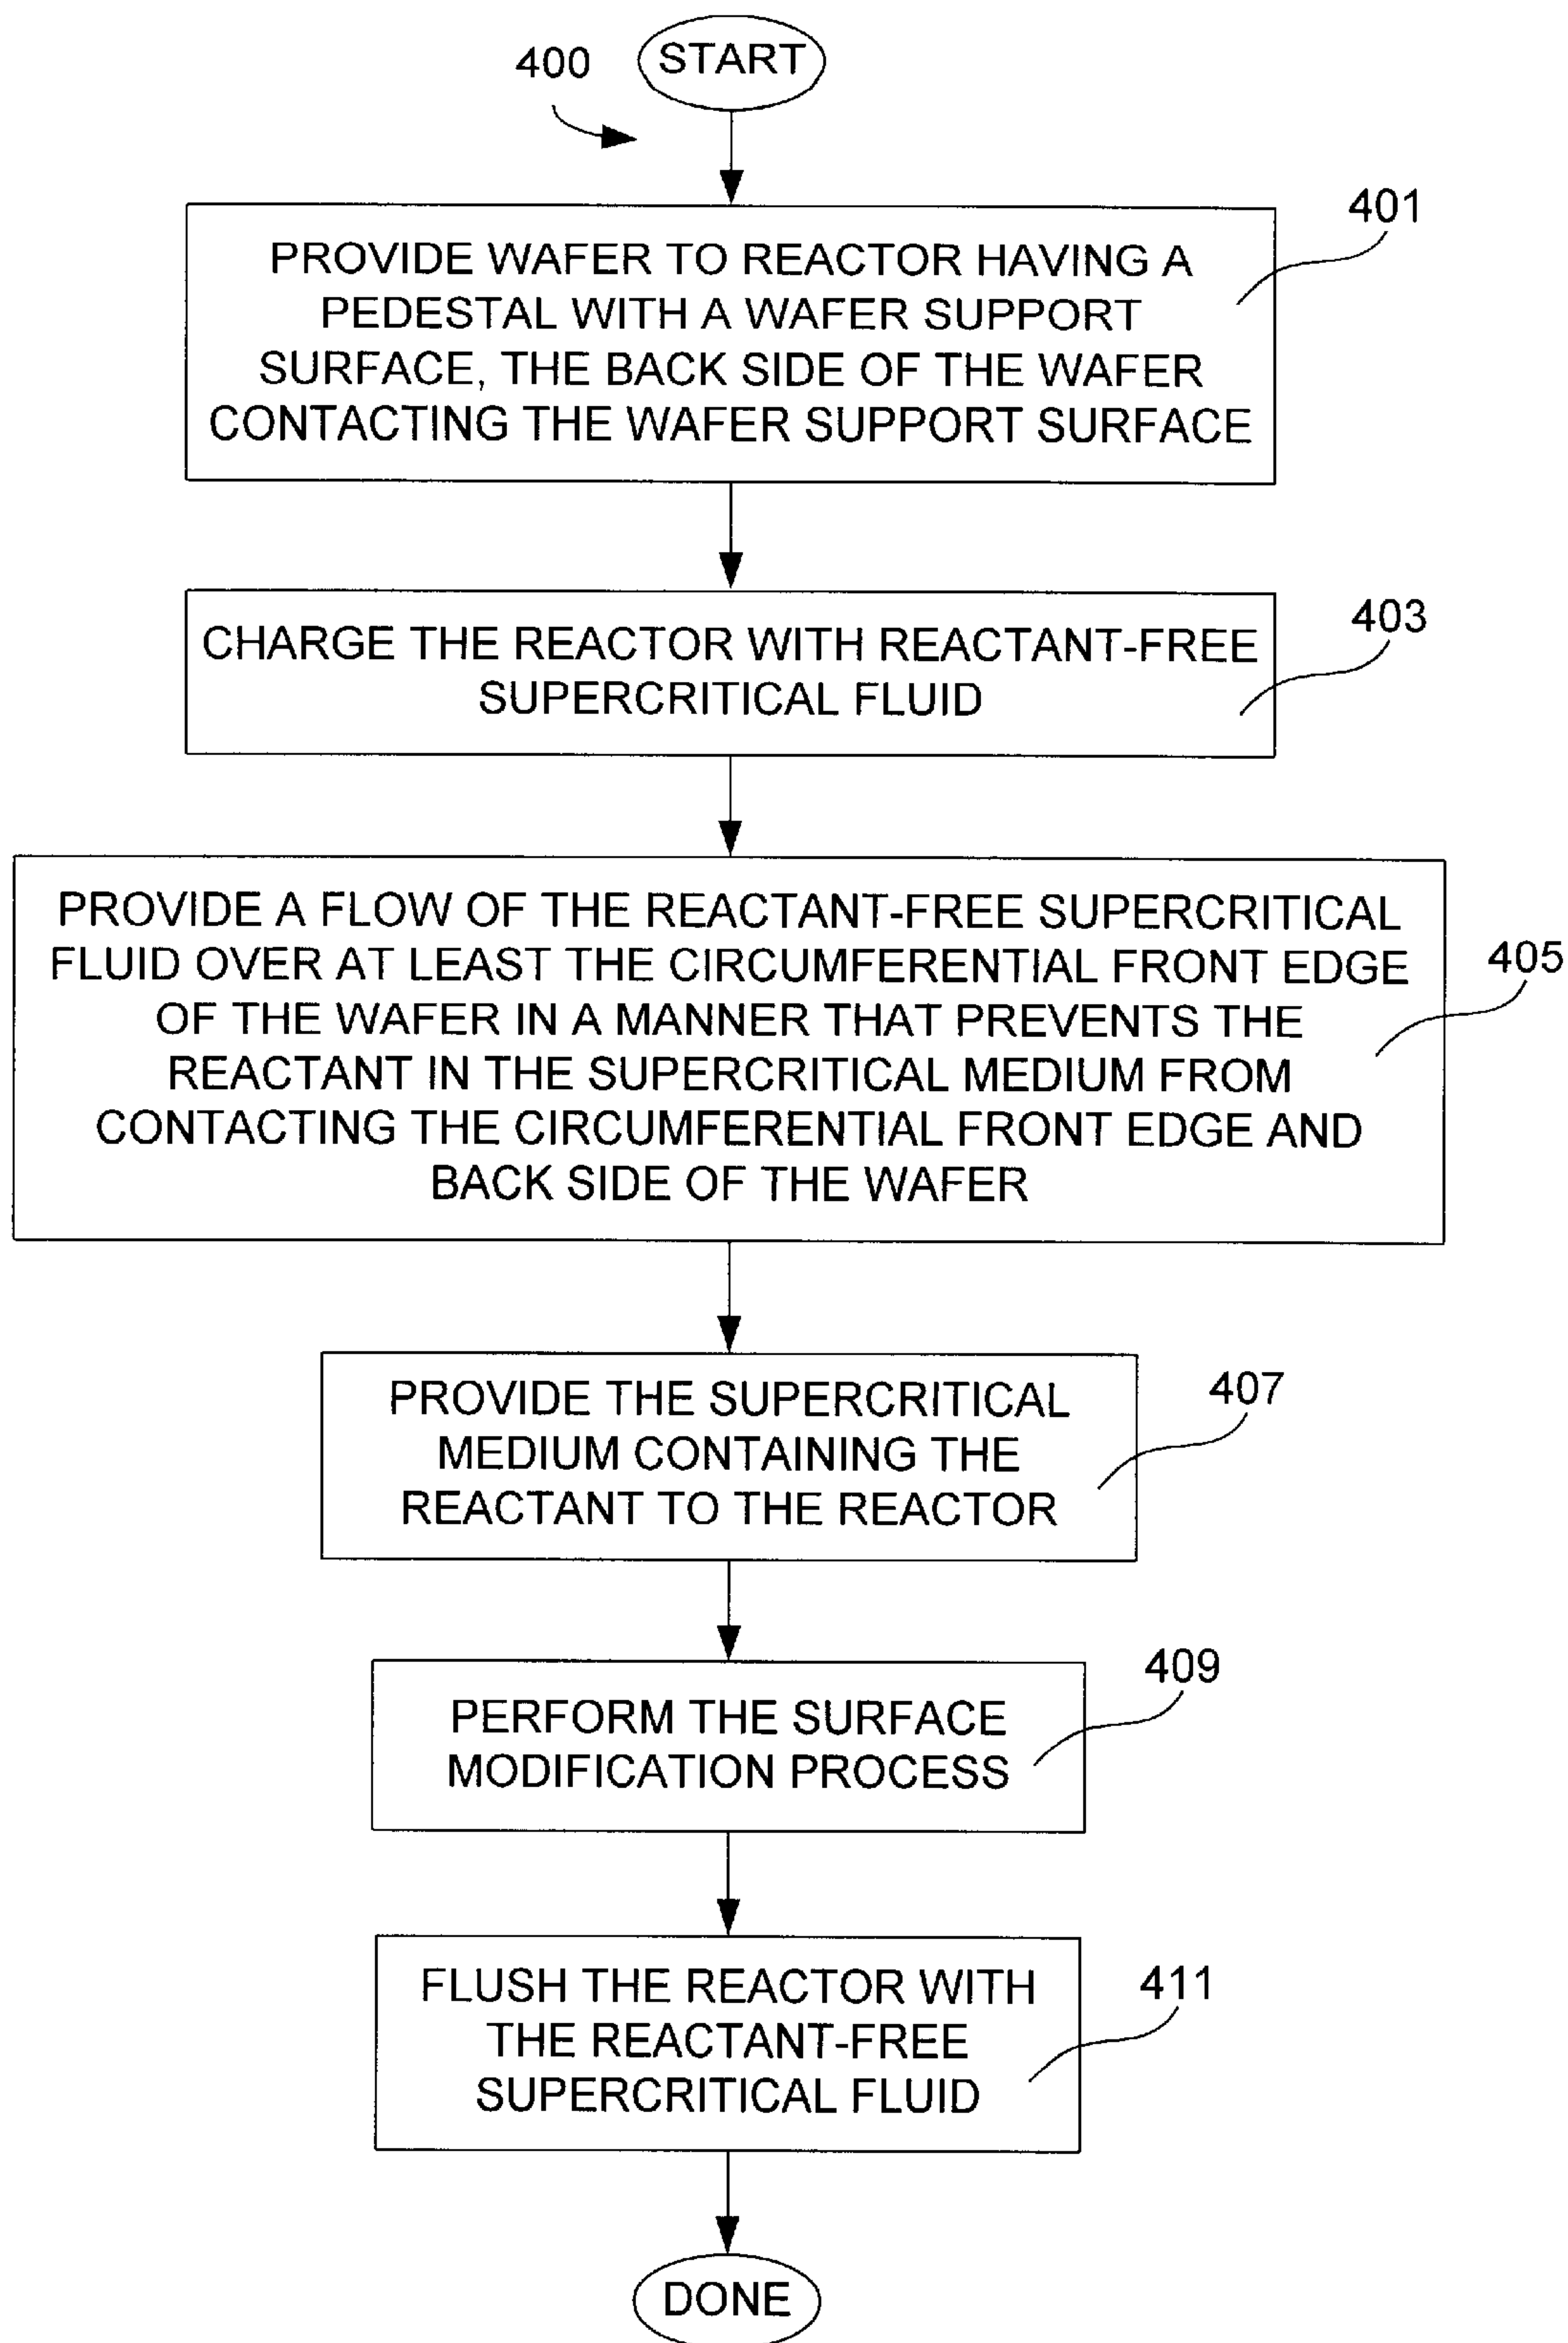 400
START
401
PROVIDE WAFER TO REACTOR HAVING A
PEDESTAL WITH A WAFER SUPPORT
SURFACE, THE BACK SIDE OF THE WAFER
CONTACTING THE WAFER SUPPORT SURFACE
403
CHARGE THE REACTOR WITH REACTANT-FREE
SUPERCRITICAL FLUID
405
PROVIDE A FLOW OF THE REACTANT-FREE SUPERCRITICAL
FLUID OVER AT LEAST THE CIRCUMFERENTIAL FRONT EDGE
OF THE WAFER IN A MANNER THAT PREVENTS THE
REACTANT IN THE SUPERCRITICAL MEDIUM FROM
CONTACTING THE CIRCUMFERENTIAL FRONT EDGE AND
BACK SIDE OF THE WAFER
407
PROVIDE THE SUPERCRITICAL
MEDIUM CONTAINING THE
REACTANT TO THE REACTOR
409
PERFORM THE SURFACE
MODIFICATION PROCESS
411
FLUSH THE REACTOR WITH
THE REACTANT-FREE
SUPERCRITICAL FLUID
DONE